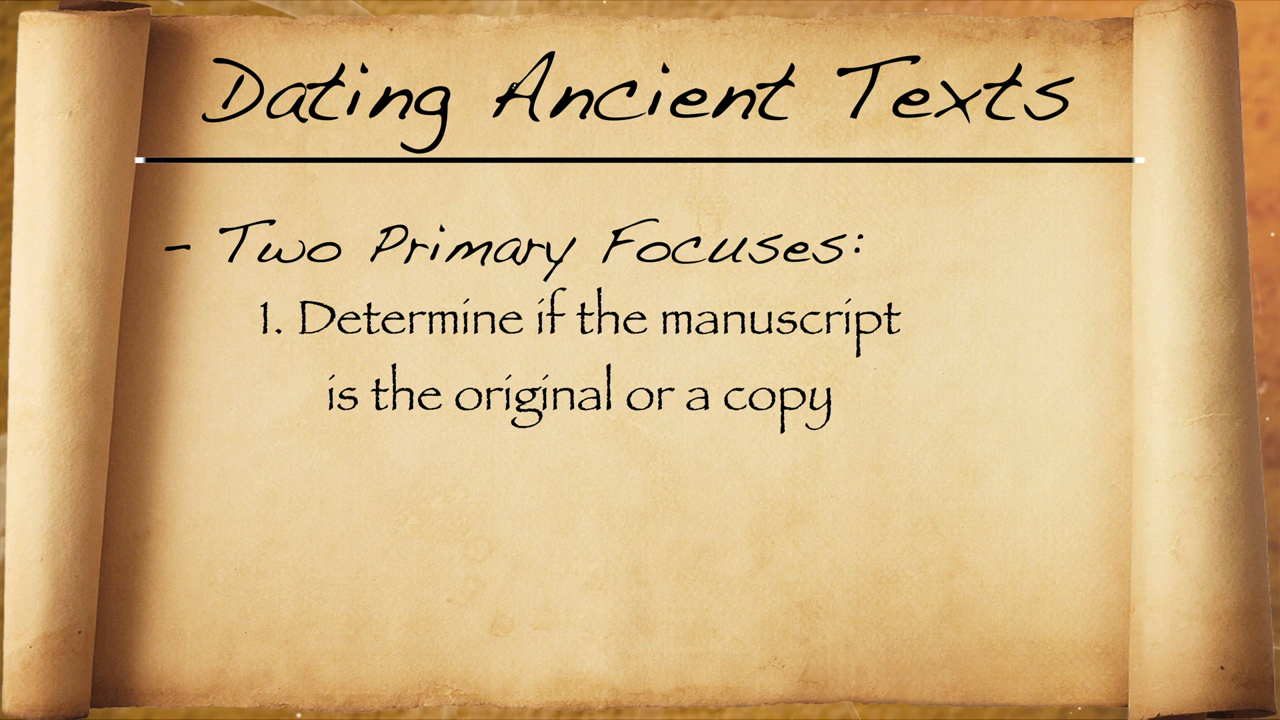 Dating Ancient Texts
- Two Primary Focuses:
1. Determine if the manuscript
is the original or a copy